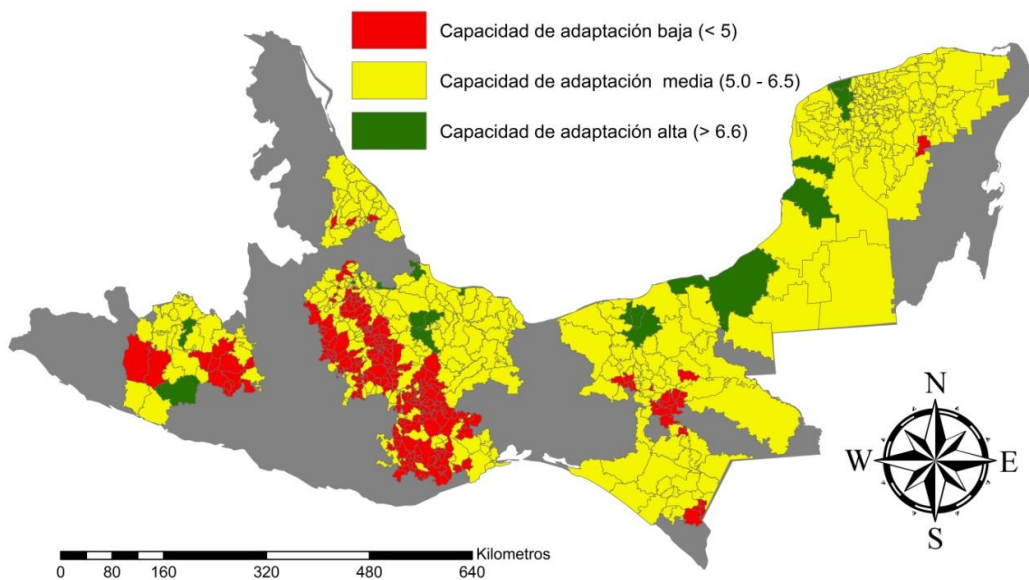 Capacidad de adaptación baja (< 5)
Capacidad de adaptación media (5.0 - 6.5)
Capacidad de adaptación alta (> 6.6)
N
W
E
S
Kilometros
0 80 160 320 480 640